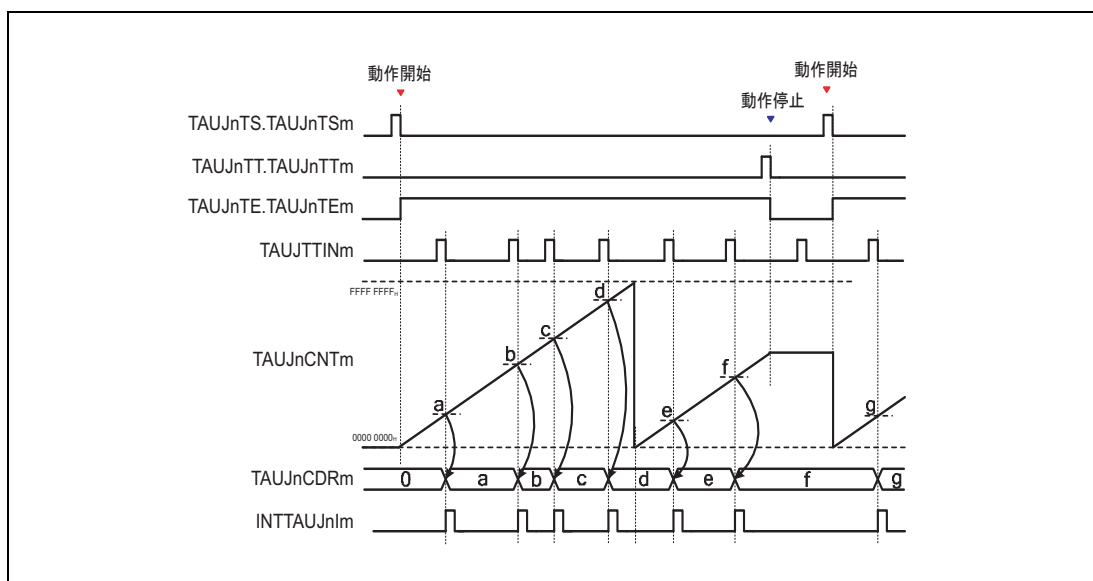 動作開始
動作開始
動作停止
TAUJnTS.TAUJnTSm
TAUJnTT.TAUJnTTm
TAUJnTE.TAUJnTEm
TAUJTTINm
FFFF FFFFH
d
c
b
f
TAUJnCNTm
a
e
g
0000 0000H
TAUJnCDRm 0 a b c d e f g
INTTAUJnIm